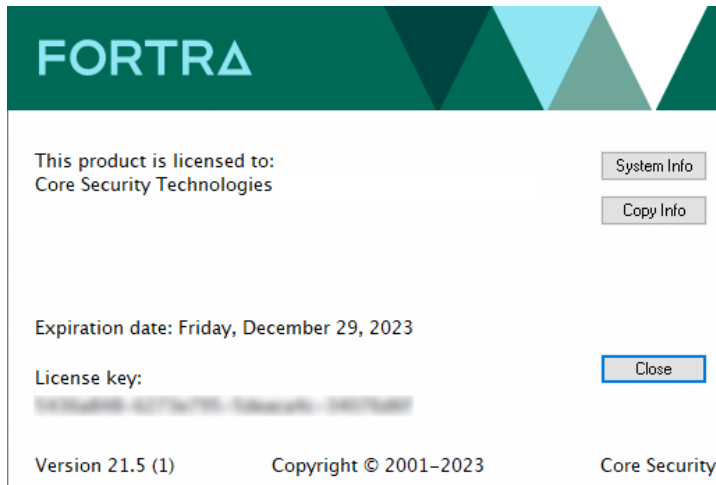 FORTRA
This product is licensed to:
Core Security Technologies
System Info
Copy Info
Expiration date: Friday, December 29, 2023
Close
License key:
Version 21.5 (1)
Copyright © 2001–2023
Core Security